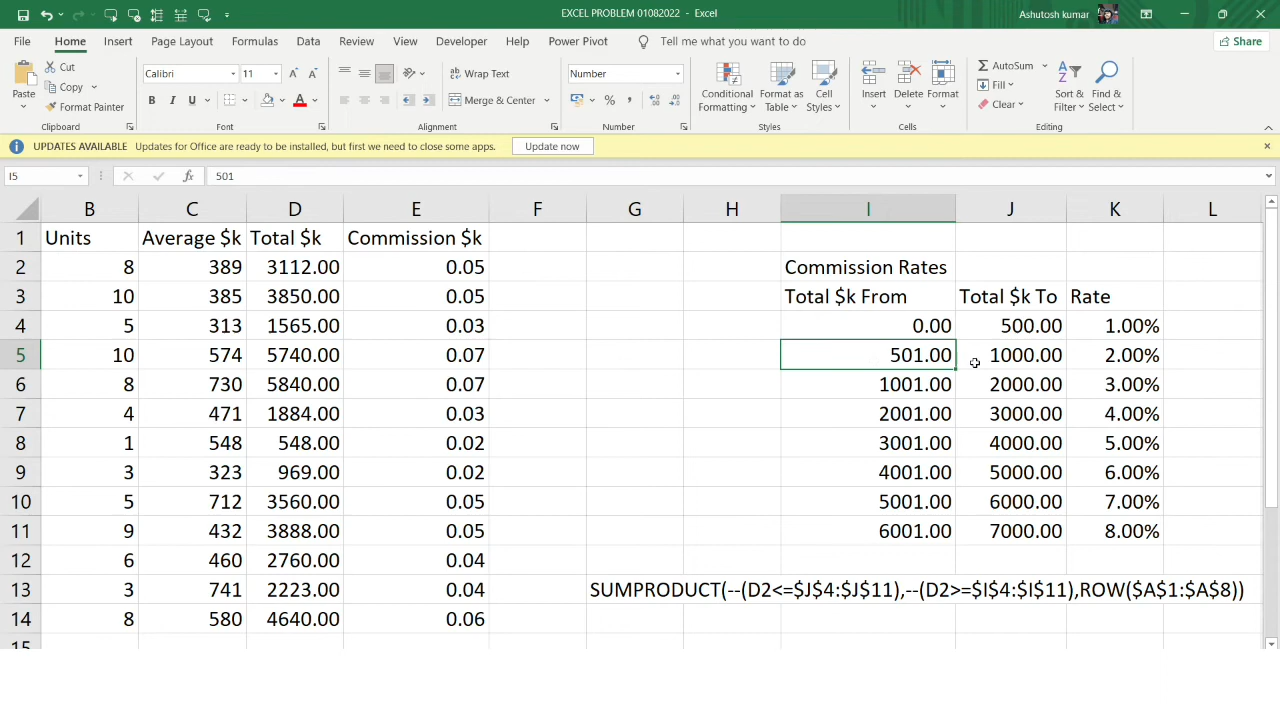 EXCEL PROBLEM 01082022 - Excel
Ashutosh kumar
File Home Insert Page Layout Formulas Data Review View Developer Help Power Pivot Tell me what you want to do Share
Paste
Cut
Copy
Format Painter
Clipboard
Calibri 11
B I U A
Font
Wrap Text
Merge & Center
Alignment
Number
% ,
Number
Conditional Formatting
Format as Table
Cell Styles
Styles
Insert Delete Format
Cells
AutoSum
Fill
Clear
Sort & Filter
Find & Select
Editing
UPDATES AVAILABLE Updates for Office are ready to be installed, but first we need to close some apps. Update now
I5 fx 501
B C D E F G H I J K L
1 Units Average $k Total $k Commission $k
2 8 389 3112.00 0.05 Commission Rates
3 10 385 3850.00 0.05 Total $k From Total $k To Rate
4 5 313 1565.00 0.03 0.00 500.00 1.00%
5 10 574 5740.00 0.07 501.00 1000.00 2.00%
6 8 730 5840.00 0.07 1001.00 2000.00 3.00%
7 4 471 1884.00 0.03 2001.00 3000.00 4.00%
8 1 548 548.00 0.02 3001.00 4000.00 5.00%
9 3 323 969.00 0.02 4001.00 5000.00 6.00%
10 5 712 3560.00 0.05 5001.00 6000.00 7.00%
11 9 432 3888.00 0.05 6001.00 7000.00 8.00%
12 6 460 2760.00 0.04
13 3 741 2223.00 0.04 SUMPRODUCT(--(D2<=$J$4:$J$11),--(D2>=$I$4:$I$11),ROW($A$1:$A$8))
14 8 580 4640.00 0.06
15